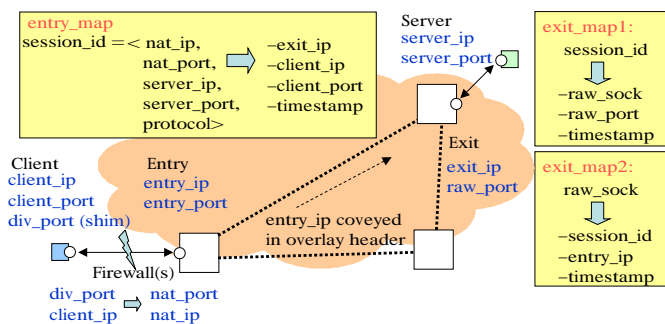 entry_map
session_id =< nat_ip,
nat_port,
server_ip,
server_port,
protocol>
–exit_ip
–client_ip
–client_port
–timestamp
Server
server_ip
server_port
exit_map1:
session_id
–raw_sock
–raw_port
–timestamp
exit_map2:
raw_sock
–session_id
–entry_ip
–timestamp
Client
client_ip
client_port
div_port (shim)
Entry
entry_ip
entry_port
Exit
exit_ip
raw_port
entry_ip coveyed
in overlay header
Firewall(s)
div_port
nat_port
client_ip
nat_ip